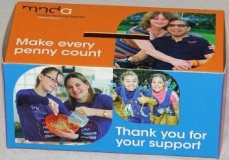 mnda
Make every
penny count
Thank you for
your support